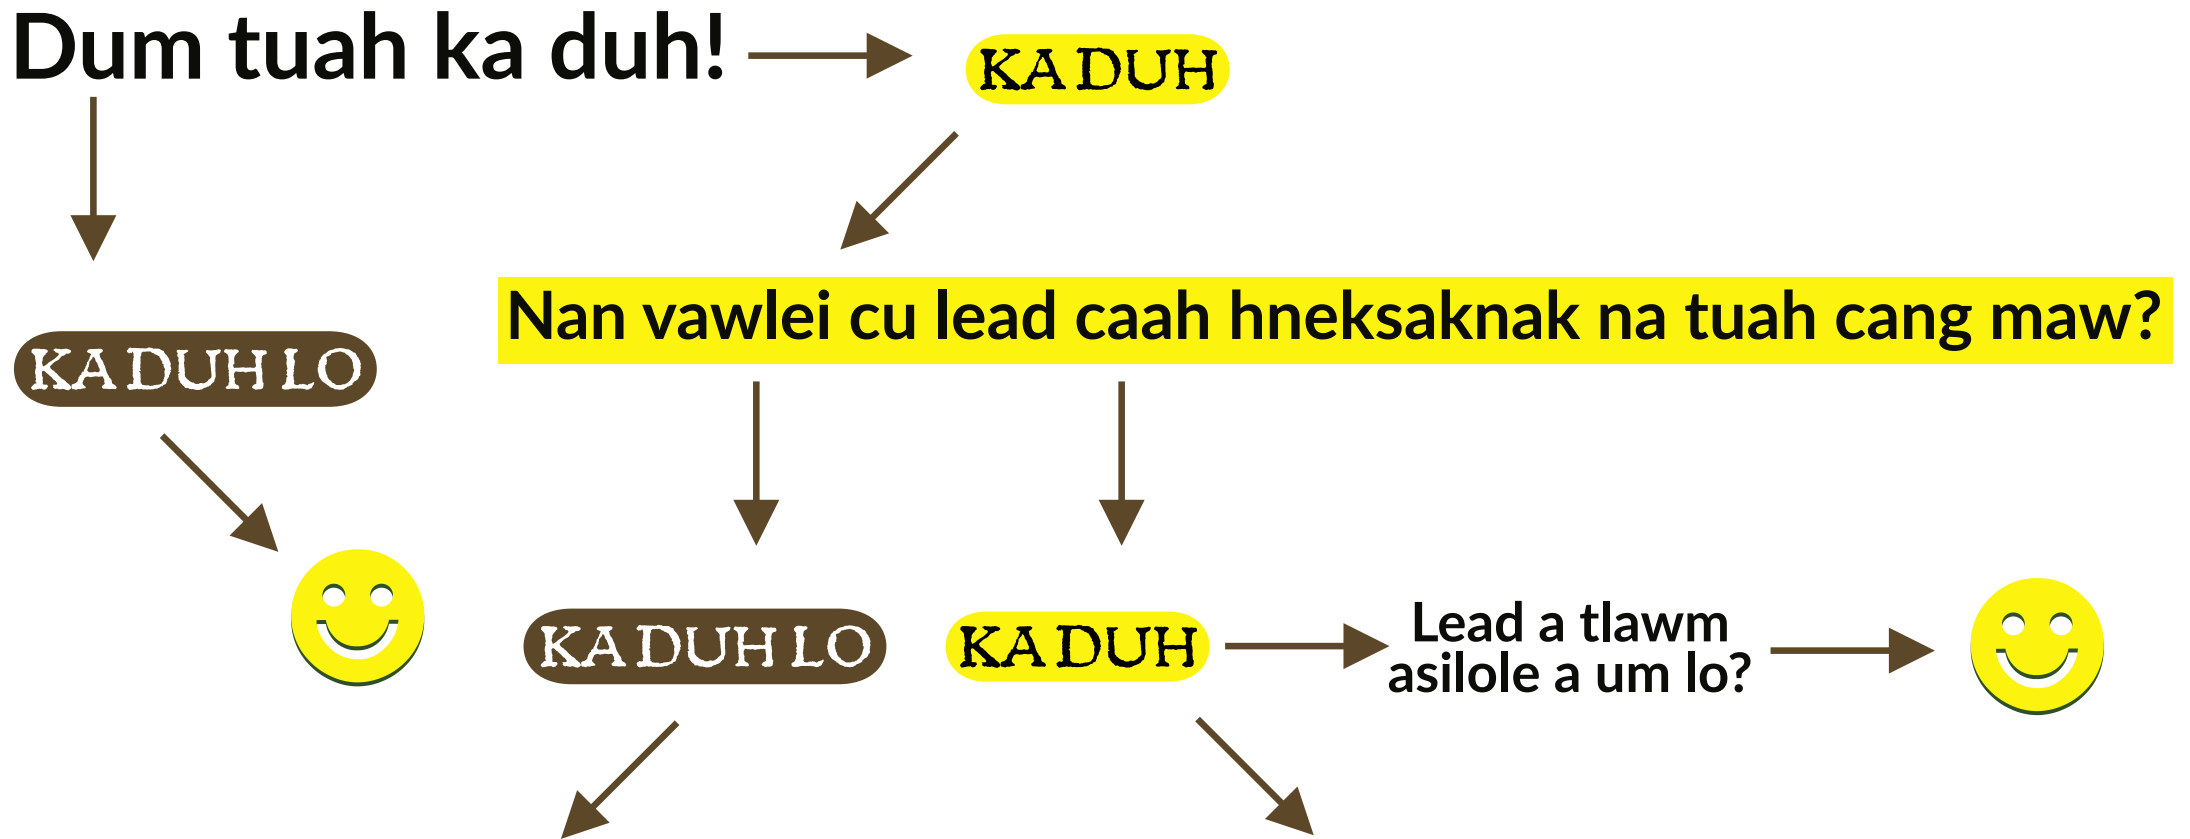 Dum tuah ka duh!
KA DUH
Nan vawlei cu lead caah hneksaknak na tuah cang maw?
KA DUH LO
KA DUH LO
KA DUH
Lead a tlawm
asilole a um lo?